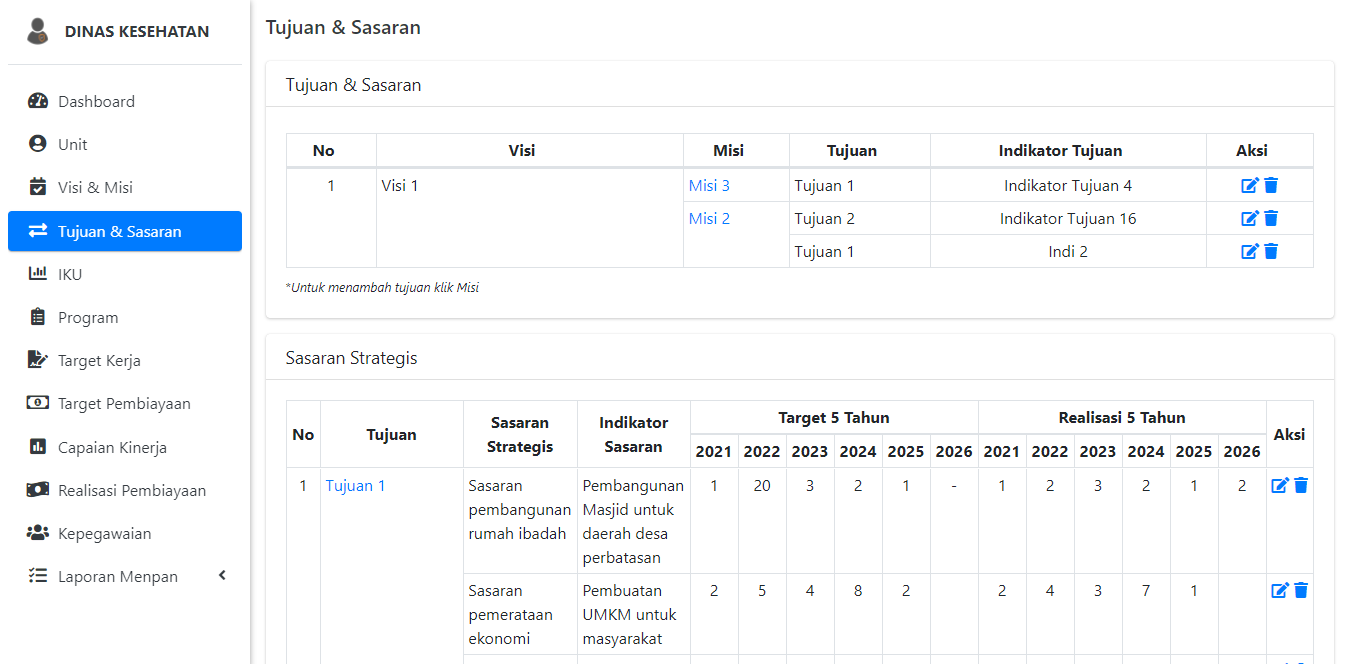 DINAS KESEHATAN
Dashboard
Unit
Visi & Misi
Tujuan & Sasaran
IKU
Program
Target Kerja
Target Pembiayaan
Capaian Kinerja
Realisasi Pembiayaan
Kepegawaian
Laporan Menpan
Tujuan & Sasaran
Tujuan & Sasaran
No Visi Misi Tujuan Indikator Tujuan Aksi
1 Visi 1 Misi 3 Tujuan 1 Indikator Tujuan 4
Misi 2 Tujuan 2 Indikator Tujuan 16
Tujuan 1 Indi 2
*Untuk menambah tujuan klik Misi
Sasaran Strategis
No Tujuan Sasaran Strategis Indikator Sasaran Target 5 Tahun Realisasi 5 Tahun Aksi
2021 2022 2023 2024 2025 2026 2021 2022 2023 2024 2025 2026
1 Tujuan 1 Sasaran Pembangunan 1 20 3 2 1 - 1 2 3 2 1 2
pembangunan Masjid untuk
rumah ibadah daerah desa
perbatasan
Sasaran Pembuatan 2 5 4 8 2 2 4 3 7 1
pemerataan UMKM untuk
ekonomi masyarakat